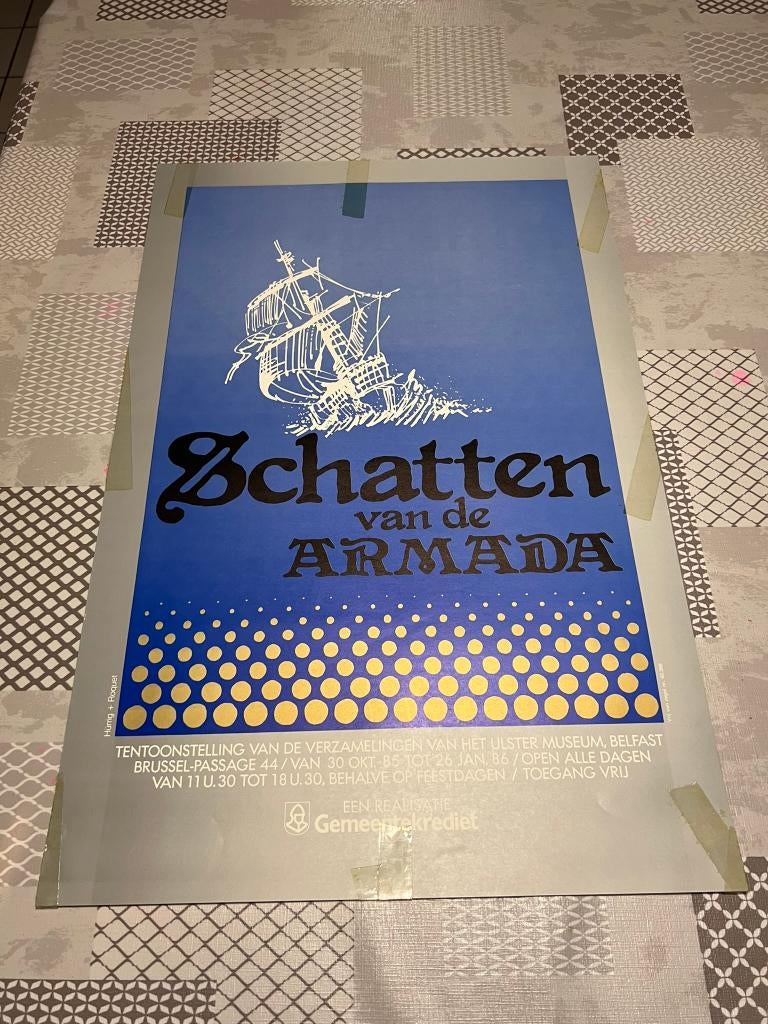 Schatten
van de
ARMADA
Hurrig + Roquet
TENTOONSTELLING VAN DE VERZAMELINGEN VAN HET ULSTER MUSEUM, BELFAST
BRUSSEL-PASSAGE 44 / VAN 30 OKT. 85 TOT 26 JAN. 86 / OPEN ALLE DAGEN
VAN 11 U.30 TOT 18 U.30, BEHALVE OP FEESTDAGEN / TOEGANG VRIJ
EEN REALISATIE
Gemeentekrediet